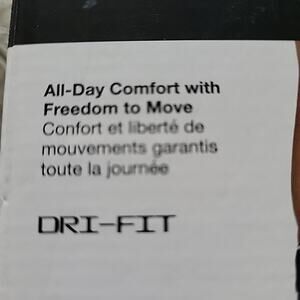 All-Day Comfort with
Freedom to Move
Confort et liberté de
mouvements garantis
toute la journée
DRI-FIT